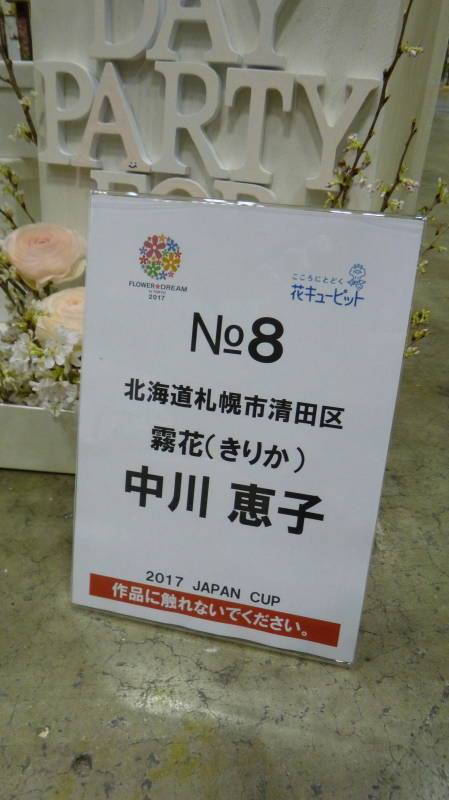 DAY
PARTY
FOR
FLOWER DREAM
2017
こころにとどく
花キューピット
№8
北海道札幌市清田区
霧花(きりか)
中川 恵子
2017 JAPAN CUP
作品に触れないでください。